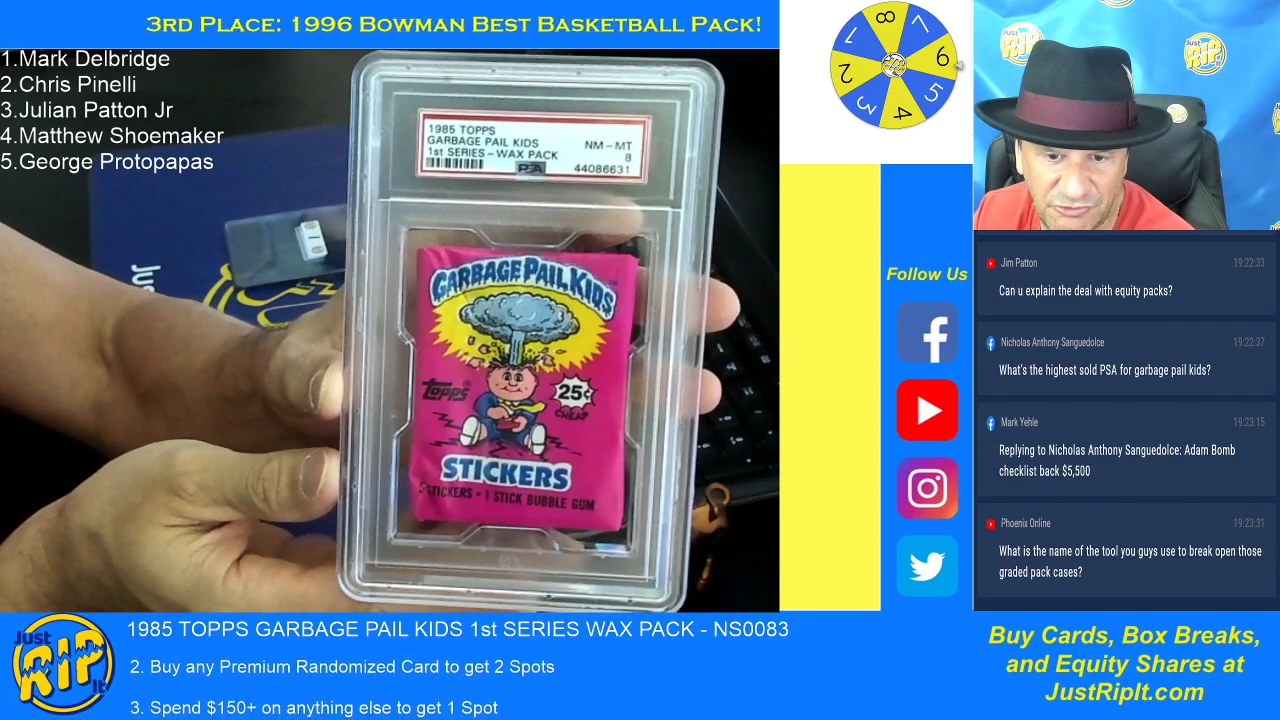 3RD PLACE: 1996 BOWMAN BEST BASKETBALL PACK!
1.Mark Delbridge
2.Chris Pinelli
3.Julian Patton Jr
4.Matthew Shoemaker
5.George Protopapas
1985 TOPPS
GARBAGE PAIL KIDS
1st SERIES - WAX PACK
NM - MT
8
PSA
44086631
GARBAGE PAIL KIDS
TOPPS
25¢
CHEAP
STICKERS
STICKERS • 1 STICK BUBBLE GUM
8
7
6
5
4
3
2
1
Just
RIP
Follow Us
Jim Patton 19:22:33
Can u explain the deal with equity packs?
Nicholas Anthony Sanguedolce 19:22:37
What's the highest sold PSA for garbage pail kids?
Mark Yehle 19:23:15
Replying to Nicholas Anthony Sanguedolce: Adam Bomb
checklist back $5,500
Phoenix Online 19:23:31
What is the name of the tool you guys use to break open those
graded pack cases?
Just
RIP
It
1985 TOPPS GARBAGE PAIL KIDS 1st SERIES WAX PACK - NS0083
2. Buy any Premium Randomized Card to get 2 Spots
3. Spend $150+ on anything else to get 1 Spot
Buy Cards, Box Breaks,
and Equity Shares at
JustRipIt.com